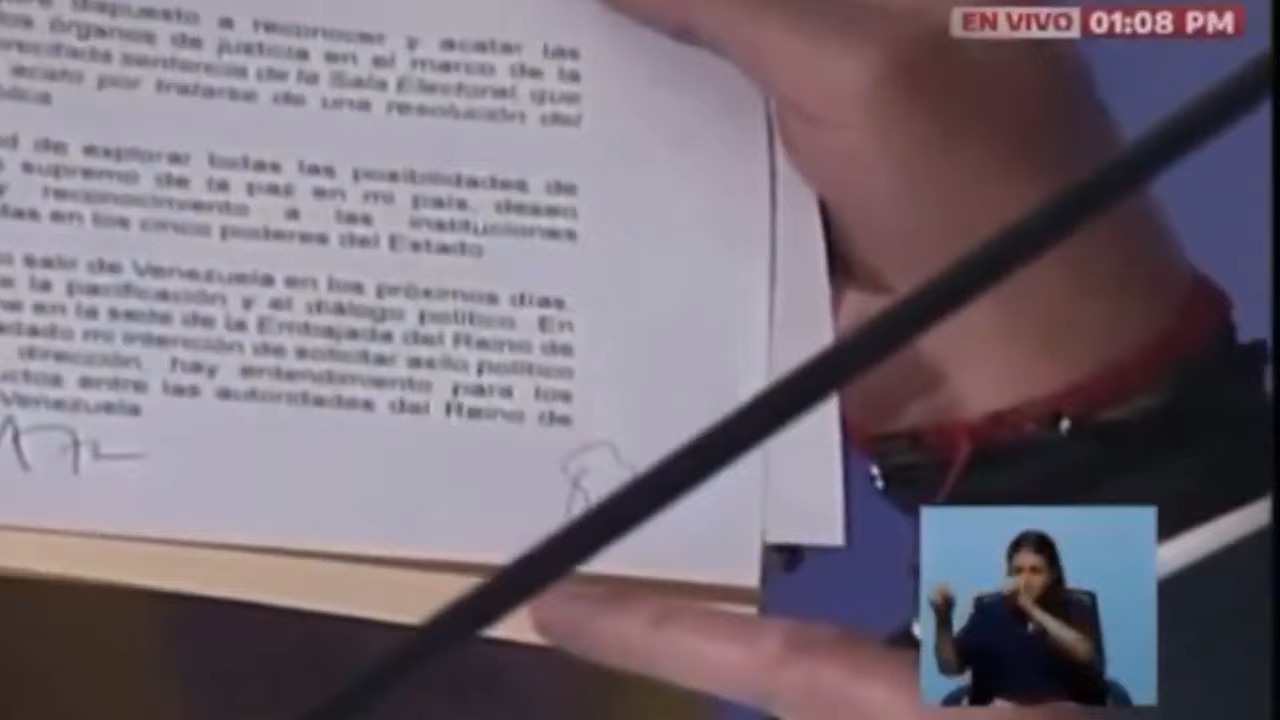 EN VIVO 01:08 PM
dispuesto a reconocer y acatar las
órganos de justicia en el marco de la
sentencia de la Sala Electoral, que
acato por tratarse de una resolución del
de explorar todas las posibilidades de
supremo de la paz en mi país, deseo
reconocimiento a las instituciones
en los cinco poderes del Estado
salir de Venezuela en los próximos días,
la pacificación y el diálogo político. En
en la sede de la Embajada del Reino de
mi intención de solicitar asilo político
dirección, hay entendimiento para los
entre las autoridades del Reino de
Venezuela